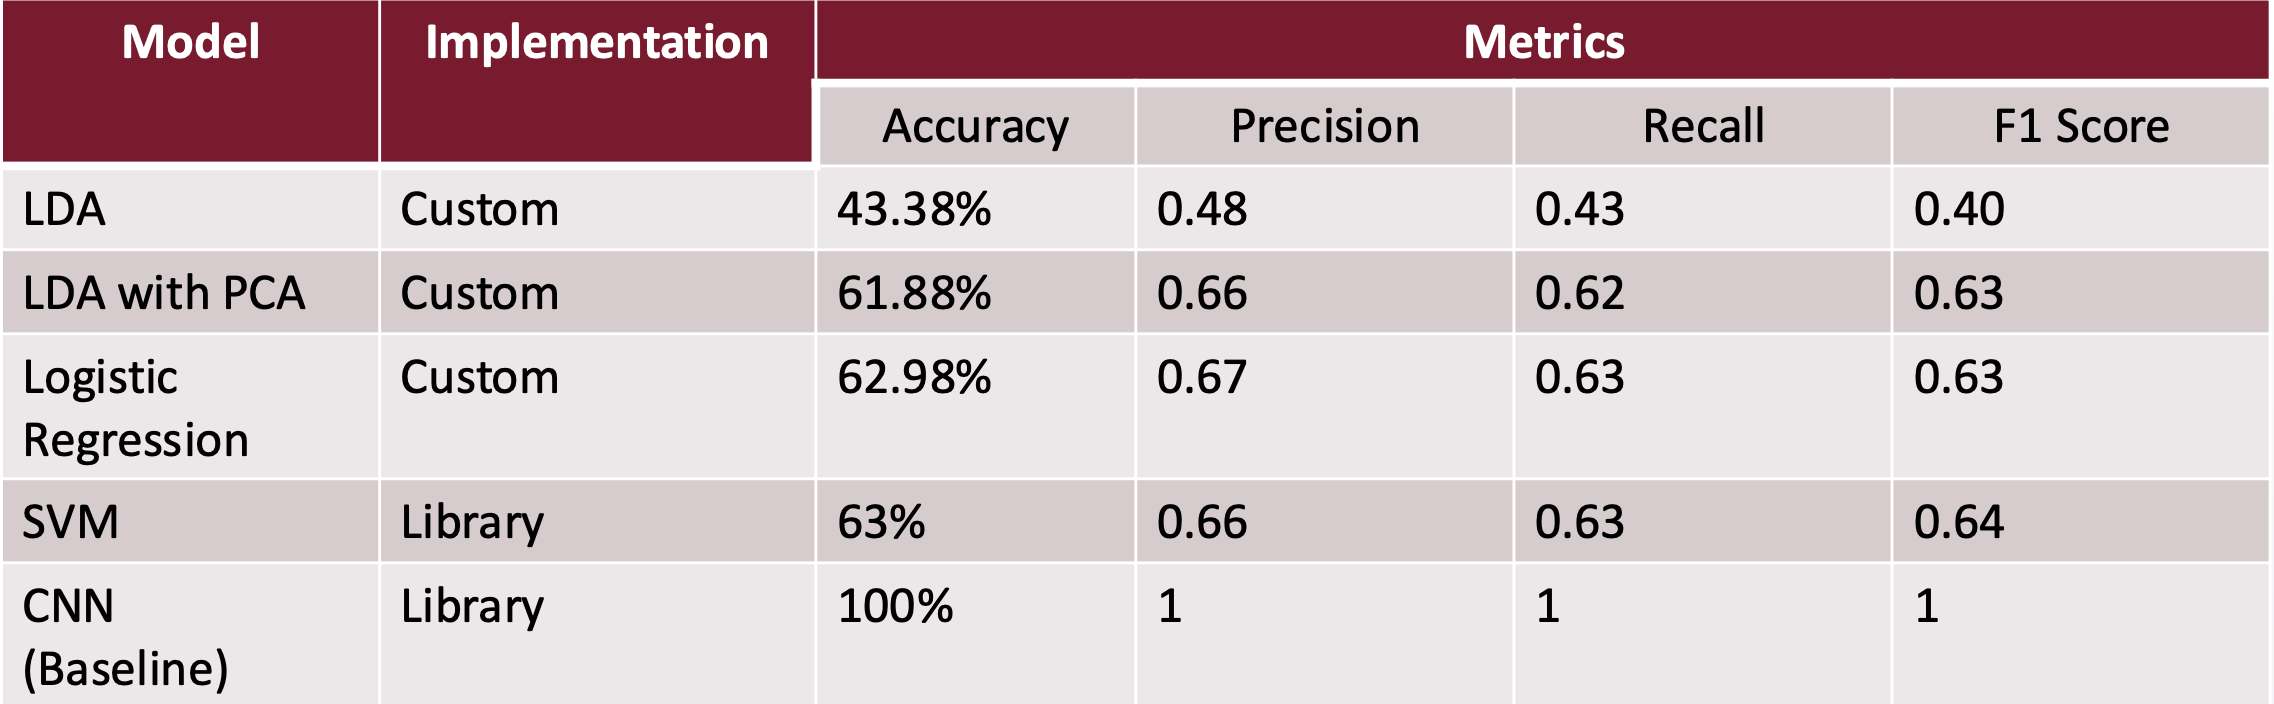 Model Implementation Metrics
Accuracy Precision Recall F1 Score
LDA Custom 43.38% 0.48 0.43 0.40
LDA with PCA Custom 61.88% 0.66 0.62 0.63
Logistic Custom 62.98% 0.67 0.63 0.63
Regression
SVM Library 63% 0.66 0.63 0.64
CNN Library 100% 1 1 1
(Baseline)